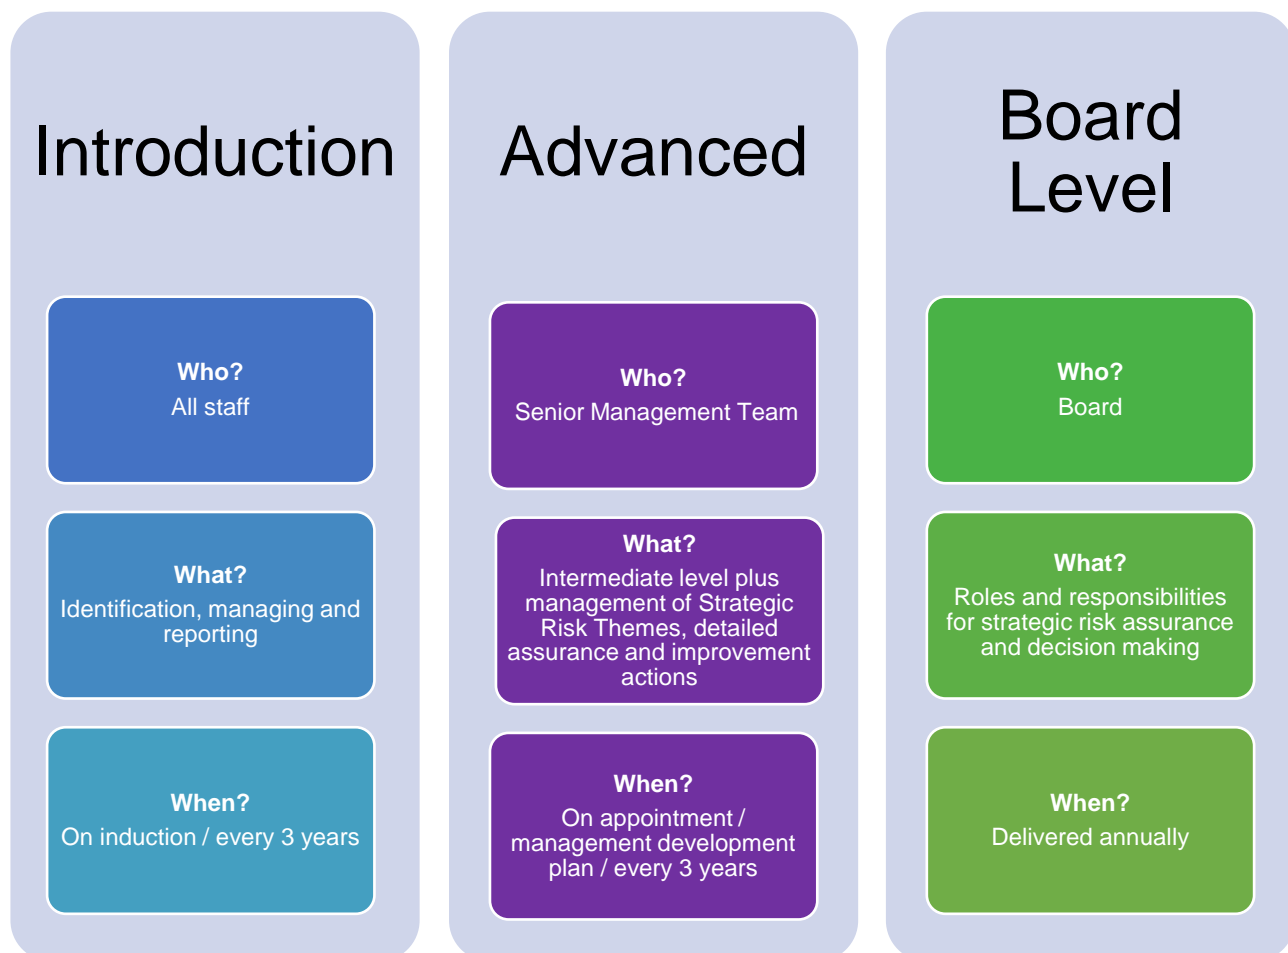 Introduction
Who?
All staff
What?
Identification, managing and
reporting
When?
On induction / every 3 years
Advanced
Who?
Senior Management Team
What?
Intermediate level plus
management of Strategic
Risk Themes, detailed
assurance and improvement
actions
When?
On appointment /
management development
plan / every 3 years
Board
Level
Who?
Board
What?
Roles and responsibilities
for strategic risk assurance
and decision making
When?
Delivered annually